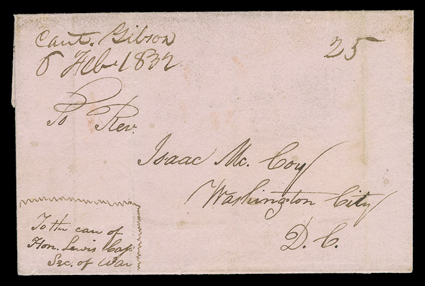 Cant. Gibson
8 Feb 1832
25
To Rev.
Isaac Mc. Coy
Washington City
D. C.
To the care of
Hon. Lewis Cass
Sec. of War